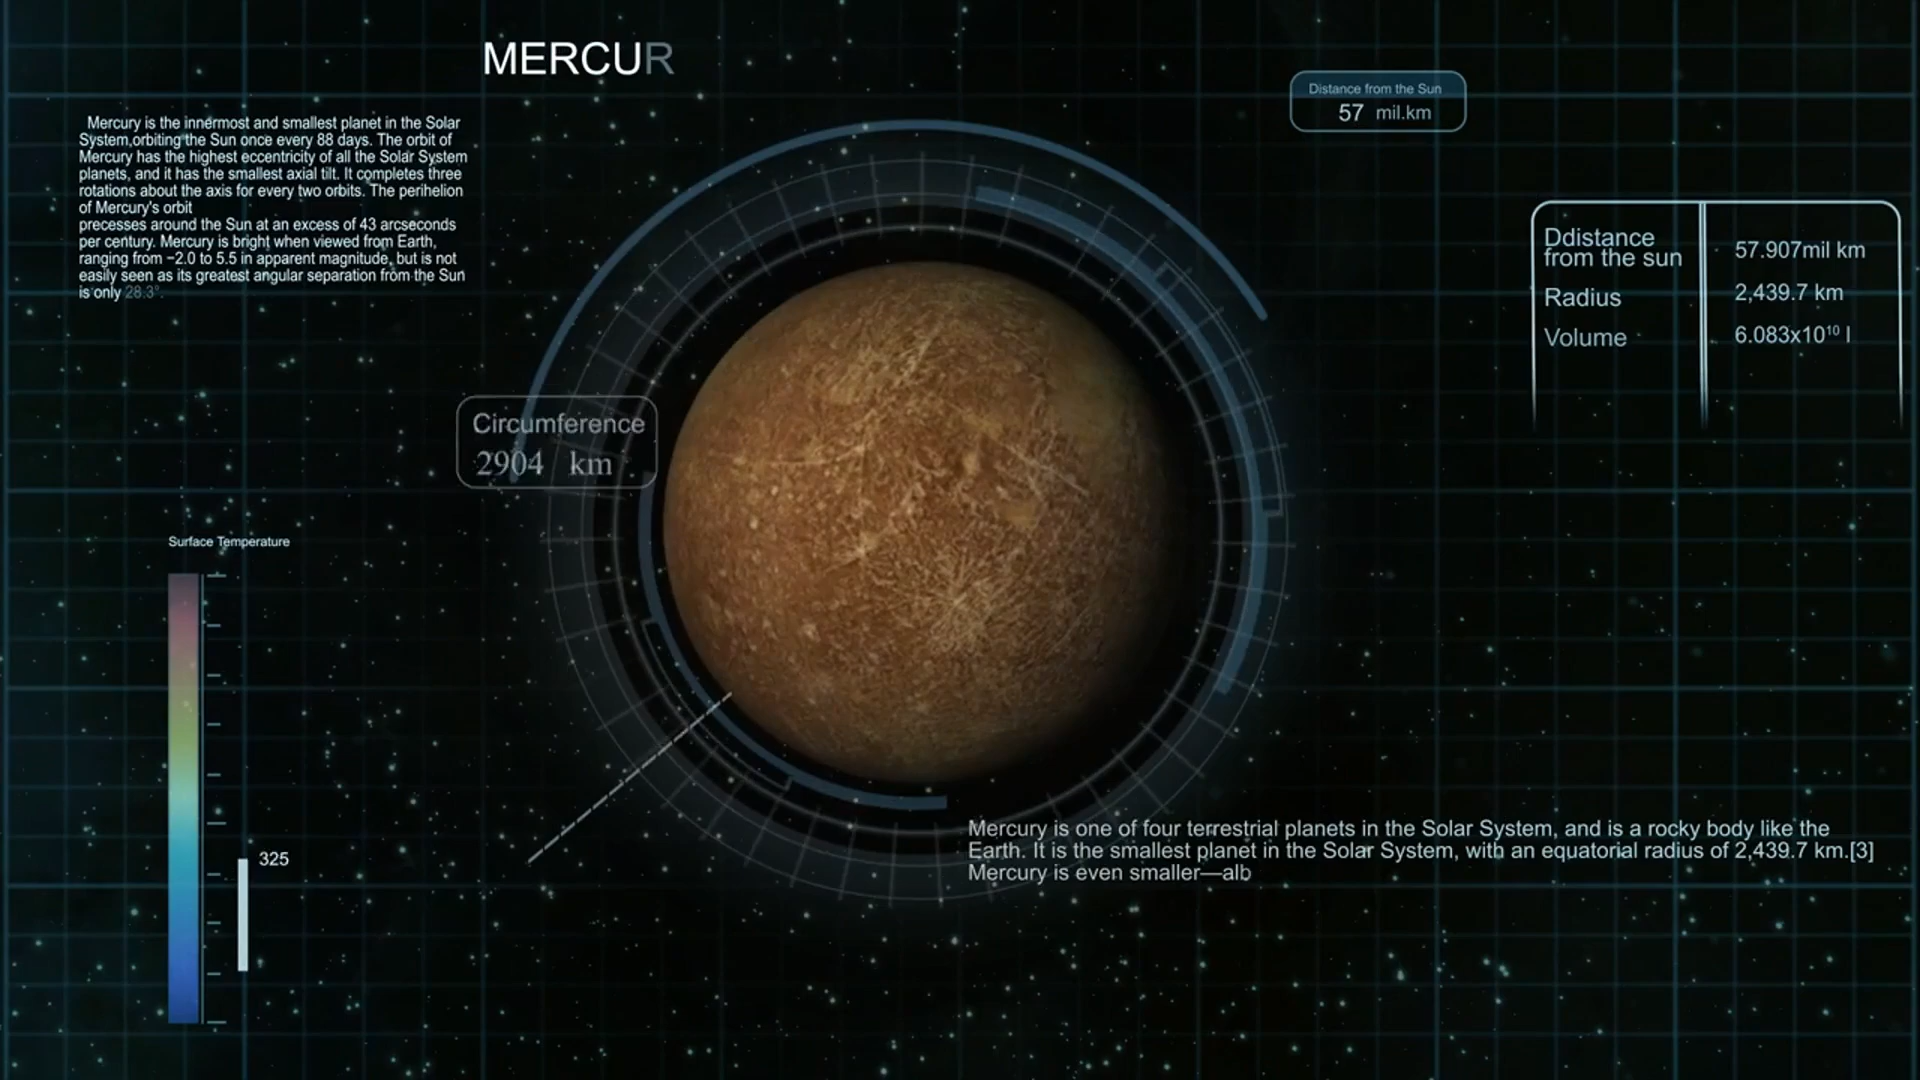 MERCUR
Distance from the Sun
57 mil.km
Mercury is the innermost and smallest planet in the Solar
System,orbiting the Sun once every 88 days. The orbit of
Mercury has the highest eccentricity of all the Solar System
planets, and it has the smallest axial tilt. It completes three
rotations about the axis for every two orbits. The perihelion
of Mercury's orbit
precesses around the Sun at an excess of 43 arcseconds
per century. Mercury is bright when viewed from Earth,
ranging from −2.0 to 5.5 in apparent magnitude, but is not
easily seen as its greatest angular separation from the Sun
is only 28.3°.
Ddistance
from the sun
57.907mil km
Radius
2,439.7 km
Volume
6.083x10¹⁰ l
Circumference
2904 km
Surface Temperature
325
Mercury is one of four terrestrial planets in the Solar System, and is a rocky body like the
Earth. It is the smallest planet in the Solar System, with an equatorial radius of 2,439.7 km.[3]
Mercury is even smaller—alb